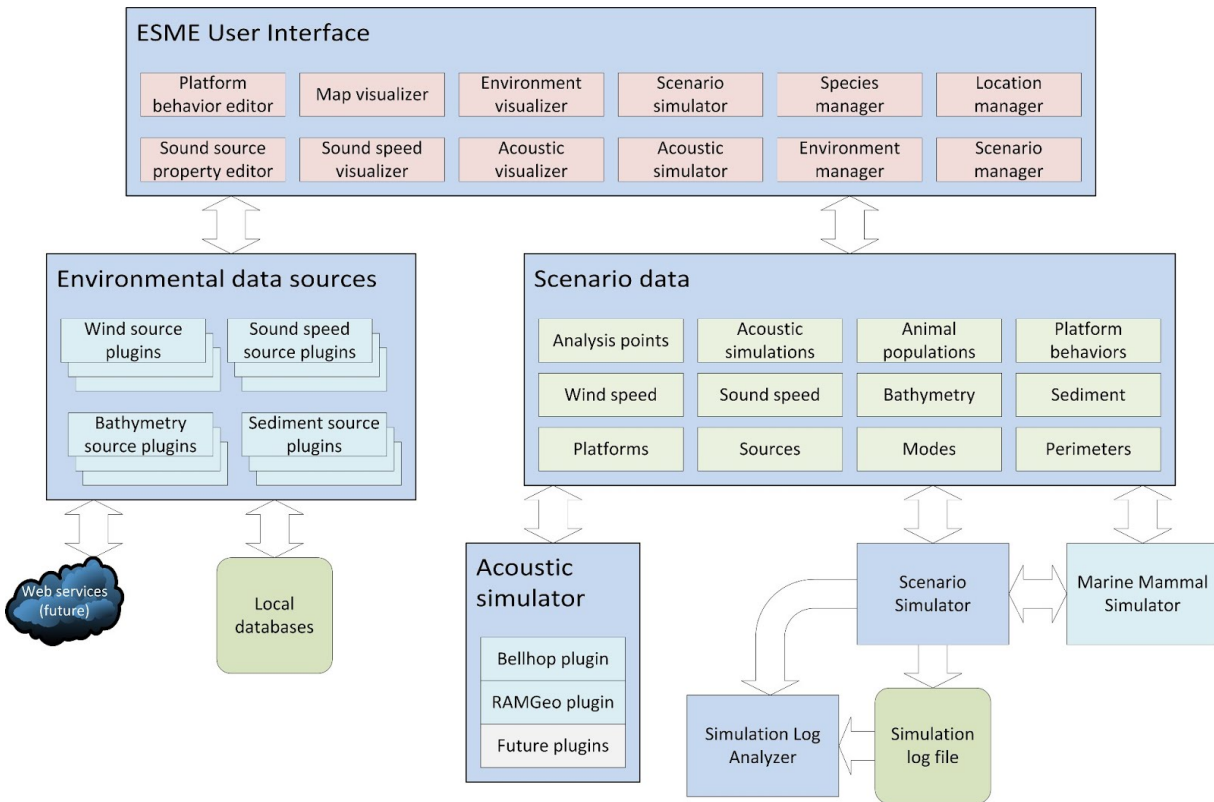 ESME User Interface
Platform
behavior editor
Map visualizer
Environment
visualizer
Scenario
simulator
Species
manager
Location
manager
Sound source
property editor
Sound speed
visualizer
Acoustic
visualizer
Acoustic
simulator
Environment
manager
Scenario
manager
Environmental data sources
Wind source
plugins
Sound speed
source plugins
Bathymetry
source plugins
Sediment source
plugins
Scenario data
Analysis points
Acoustic
simulations
Animal
populations
Platform
behaviors
Wind speed
Sound speed
Bathymetry
Sediment
Platforms
Sources
Modes
Perimeters
Web services
(future)
Local
databases
Acoustic
simulator
Bellhop plugin
RAMGeo plugin
Future plugins
Scenario
Simulator
Marine Mammal
Simulator
Simulation Log
Analyzer
Simulation
log file